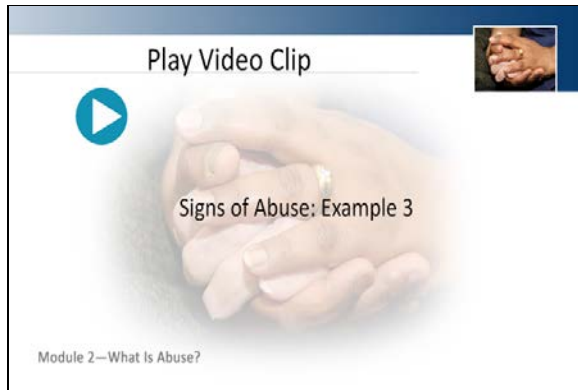 Play Video Clip
Signs of Abuse: Example 3
Module 2—What Is Abuse?